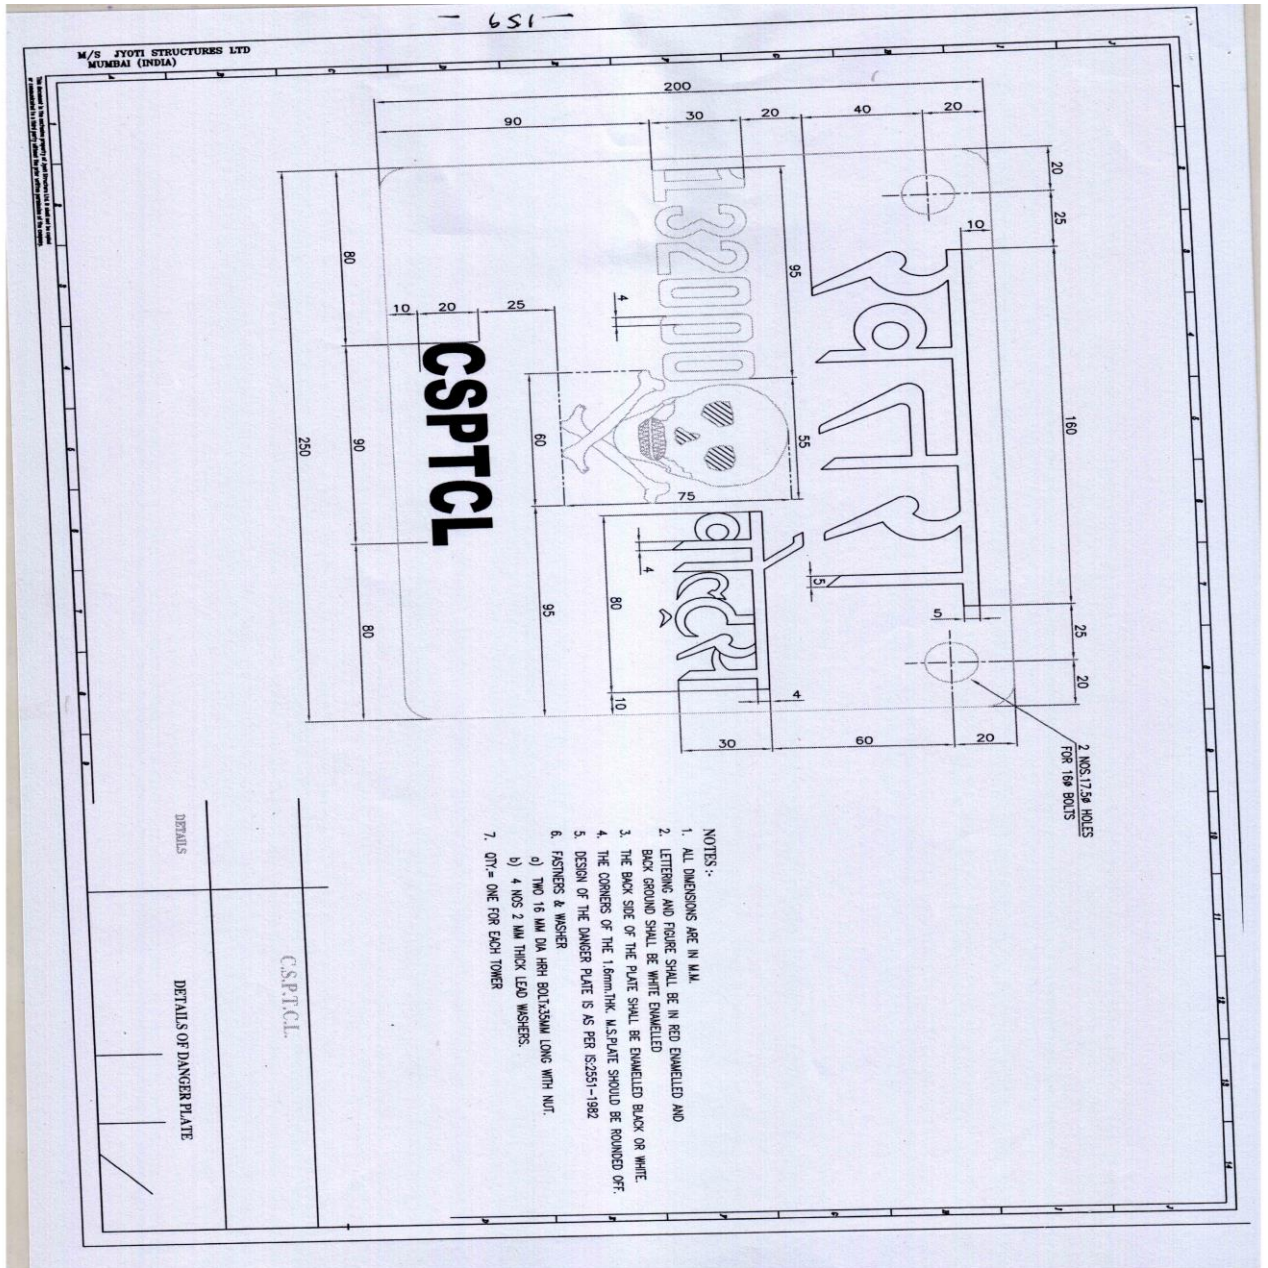 — 159 —
M/S JYOTI STRUCTURES LTD
MUMBAI (INDIA)
20 25 160 25 20
200
20 40 20 30 90
10
5
5
20 60 30
2 NOS.17.5ø HOLES
FOR 16ø BOLTS
खतरा
95 55 95
132000
4
75
60
4
80 10
4
25
20
10
CSPTCL
80 90 80
250
NOTES :-
1. ALL DIMENSIONS ARE IN M.M.
2. LETTERING AND FIGURE SHALL BE IN RED ENAMELLED AND
BACK GROUND SHALL BE WHITE ENAMELLED
3. THE BACK SIDE OF THE PLATE SHALL BE ENAMELLED BLACK OR WHITE.
4. THE CORNERS OF THE 1.6mm.THK. M.S.PLATE SHOULD BE ROUNDED OFF.
5. DESIGN OF THE DANGER PLATE IS AS PER IS:2551-1982
6. FASTNERS & WASHER
a) TWO 16 MM DIA HRH BOLTx35MM LONG WITH NUT.
b) 4 NOS 2 MM THICK LEAD WASHERS.
7. QTY.= ONE FOR EACH TOWER
C.S.P.T.C.L.
DETAILS
DETAILS OF DANGER PLATE